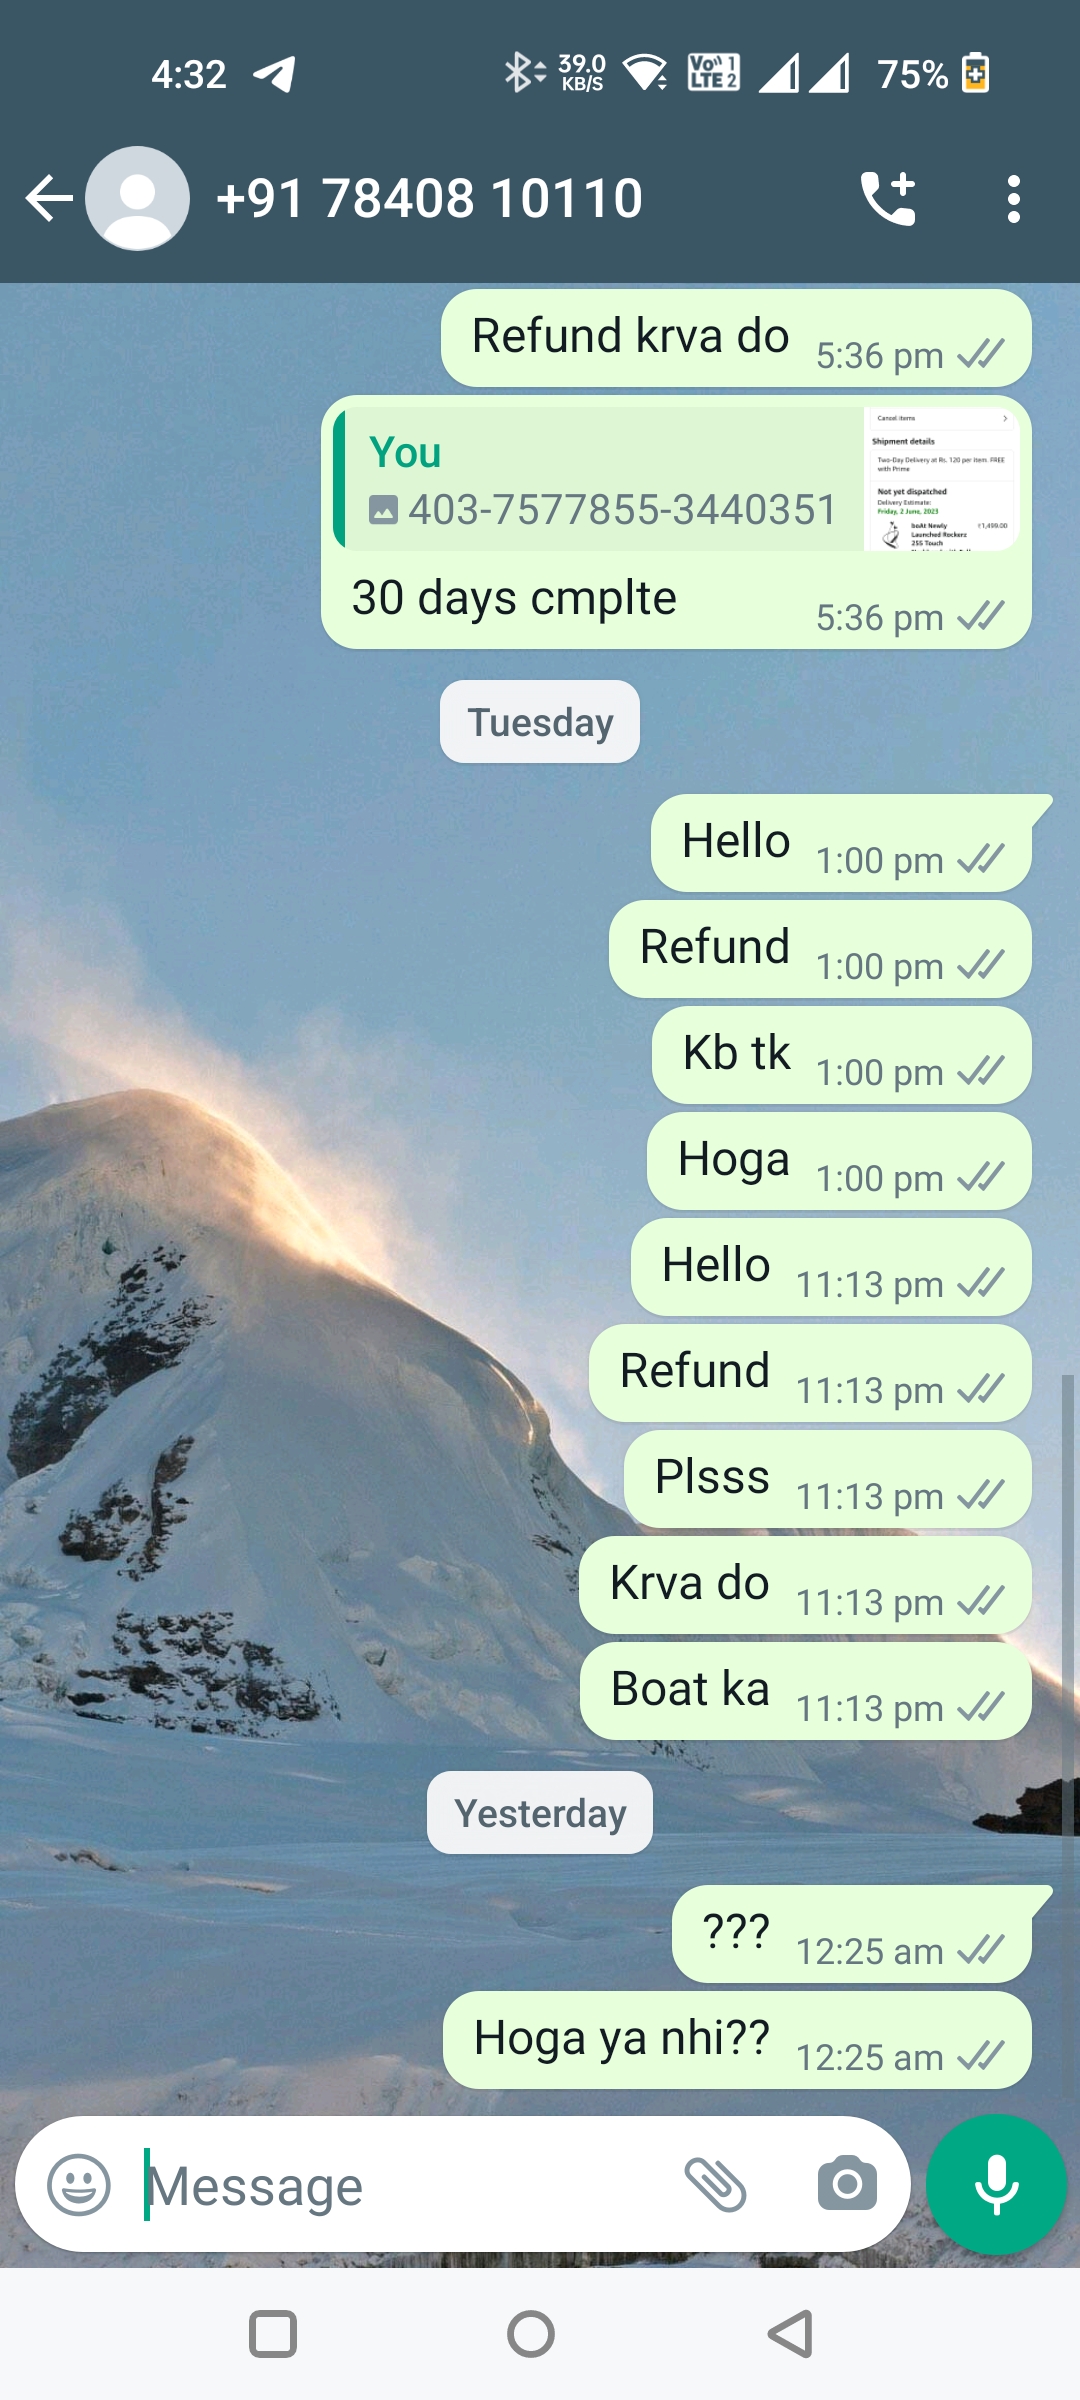 4:32 39.0 KB/S Vo)) 1 LTE 2 75%
+91 78408 10110
Refund krva do 5:36 pm
You
403-7577855-3440351
Cancel items
Shipment details
Two-Day Delivery at Rs. 120 per item. FREE
with Prime
Not yet dispatched
Delivery Estimate:
Friday, 2 June, 2023
boAt Newly ₹1,499.00
Launched Rockerz
255 Touch
30 days cmplte 5:36 pm
Tuesday
Hello 1:00 pm
Refund 1:00 pm
Kb tk 1:00 pm
Hoga 1:00 pm
Hello 11:13 pm
Refund 11:13 pm
Plsss 11:13 pm
Krva do 11:13 pm
Boat ka 11:13 pm
Yesterday
??? 12:25 am
Hoga ya nhi?? 12:25 am
Message